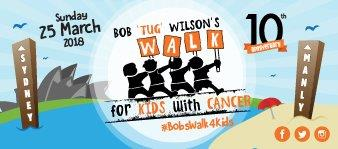 Sunday
25 MARCH
2018
BOB 'TUG' WILSON'S
WALK
for KIDS with CANCER
#BobsWalk4Kids
10th
anniversary
SYDNEY
MANLY